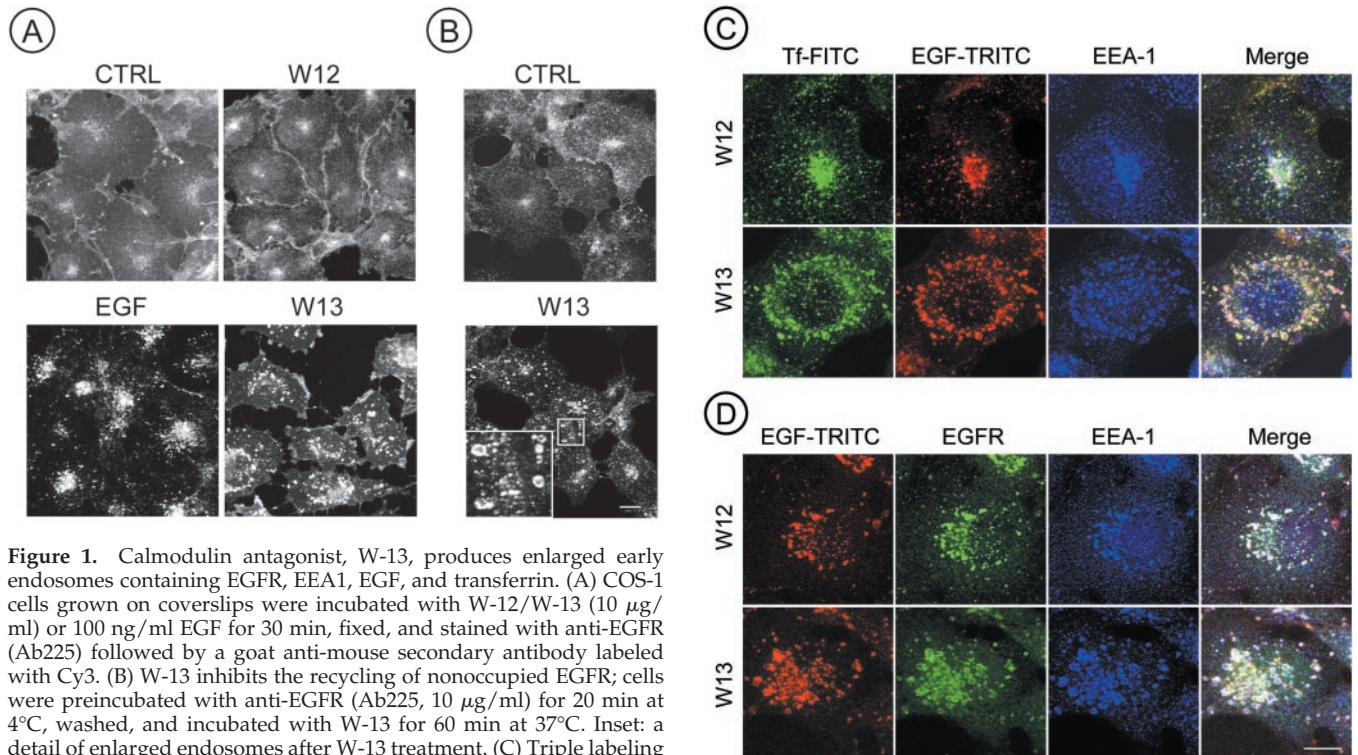 A
CTRL
W12
EGF
W13
B
CTRL
W13
Figure 1. Calmodulin antagonist, W-13, produces enlarged early
endosomes containing EGFR, EEA1, EGF, and transferrin. (A) COS-1
cells grown on coverslips were incubated with W-12/W-13 (10 μg/
ml) or 100 ng/ml EGF for 30 min, fixed, and stained with anti-EGFR
(Ab225) followed by a goat anti-mouse secondary antibody labeled
with Cy3. (B) W-13 inhibits the recycling of nonoccupied EGFR; cells
were preincubated with anti-EGFR (Ab225, 10 μg/ml) for 20 min at
4°C, washed, and incubated with W-13 for 60 min at 37°C. Inset: a
detail of enlarged endosomes after W-13 treatment. (C) Triple labeling
C
Tf-FITC
EGF-TRITC
EEA-1
Merge
W12
W13
D
EGF-TRITC
EGFR
EEA-1
Merge
W12
W13